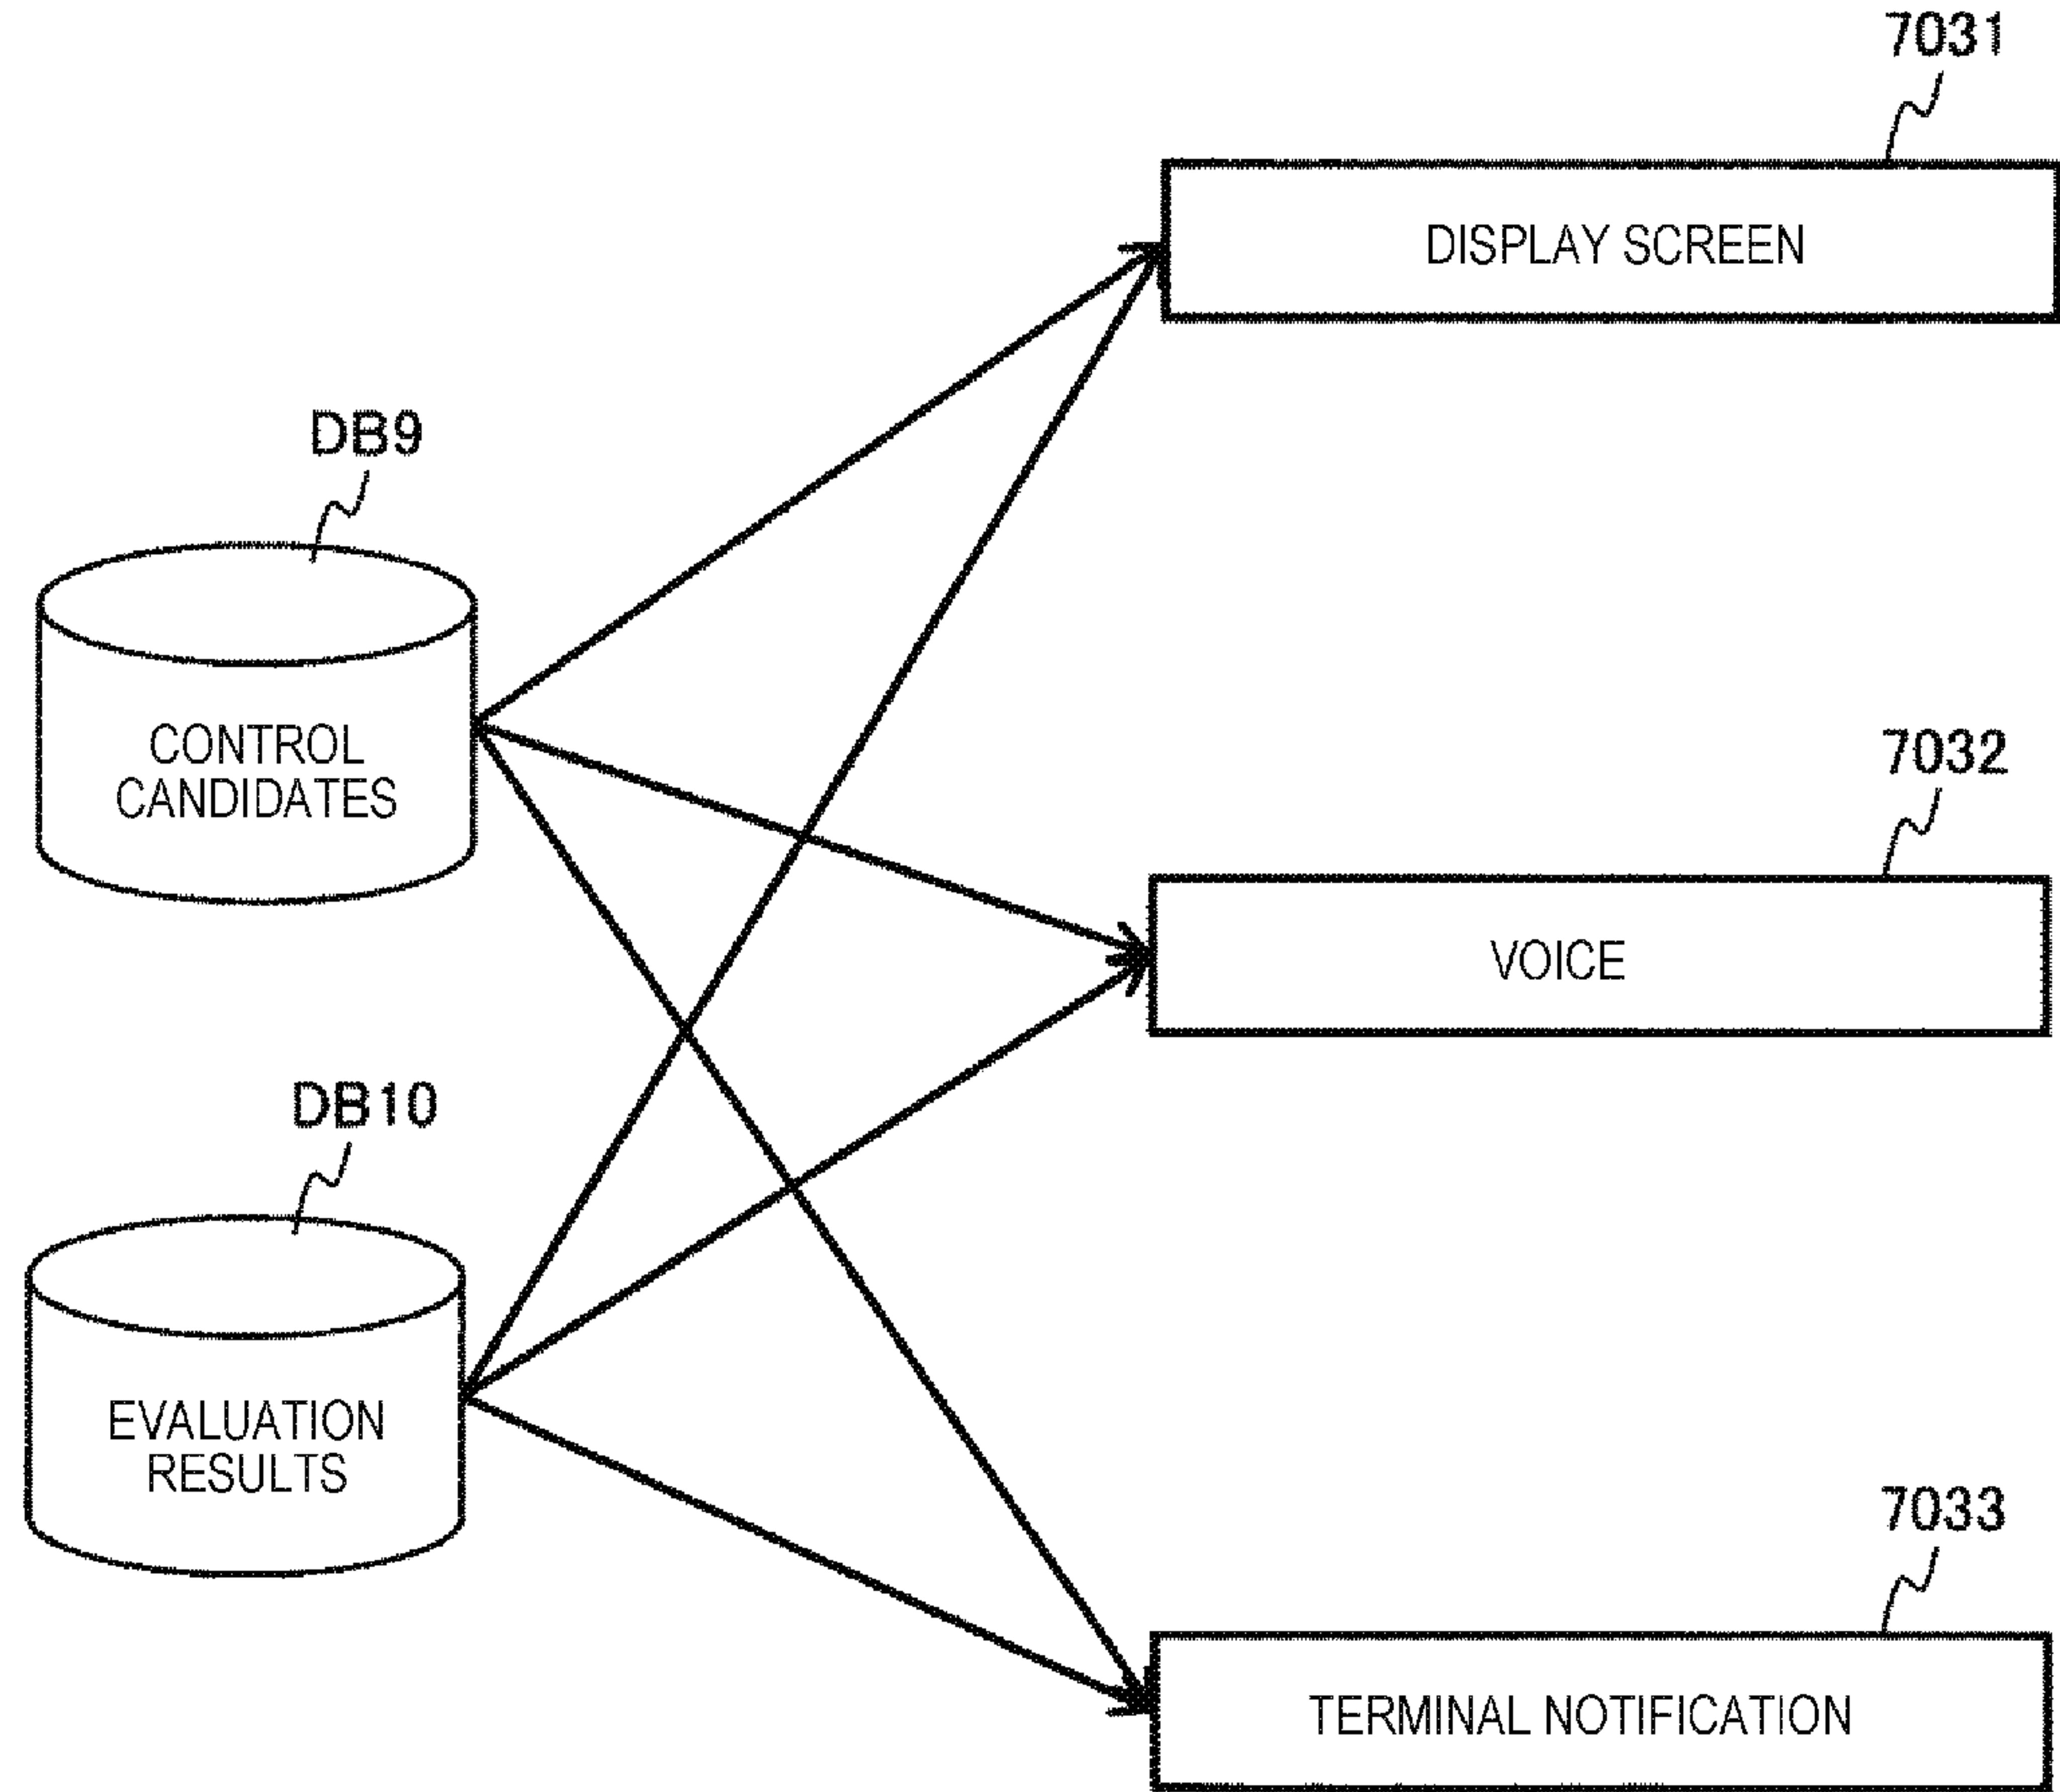 7031
DISPLAY SCREEN
DB9
CONTROL
CANDIDATES
7032
VOICE
DB10
EVALUATION
RESULTS
7033
TERMINAL NOTIFICATION